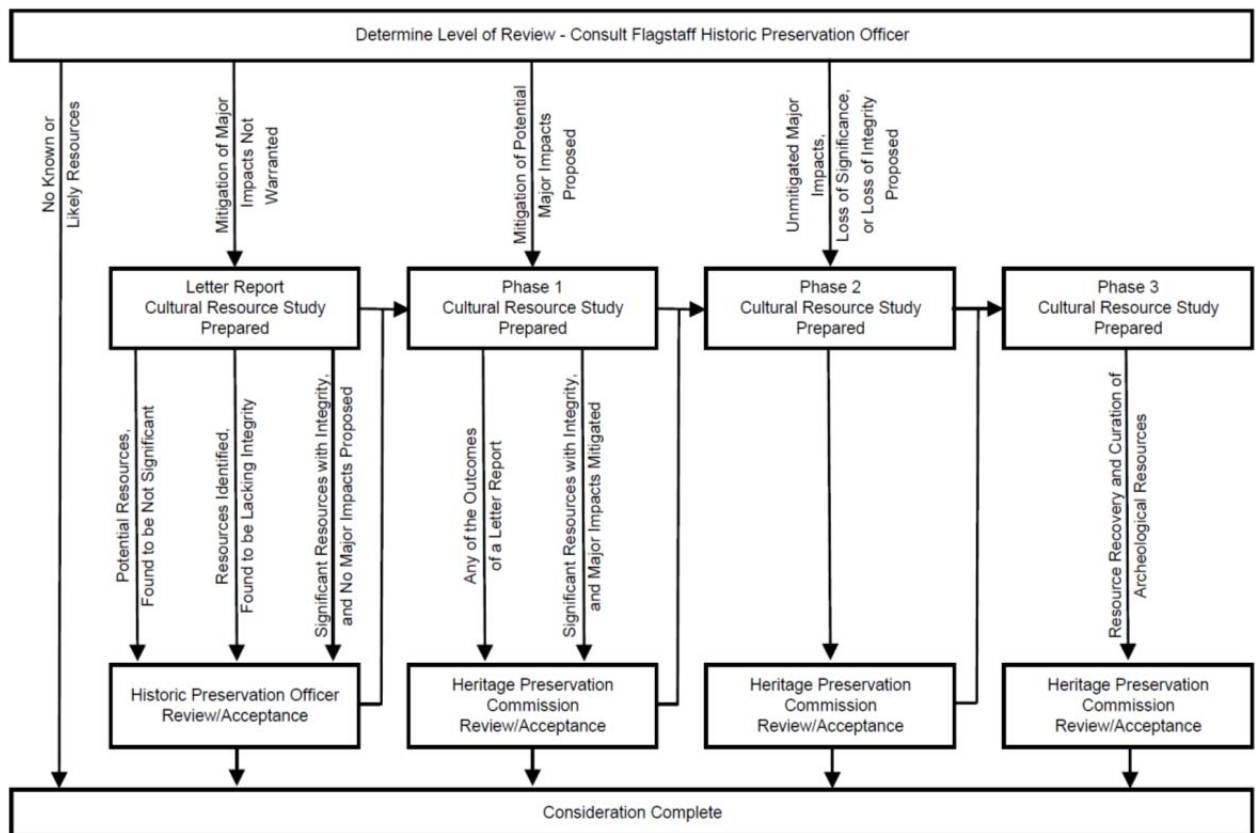 Determine Level of Review - Consult Flagstaff Historic Preservation Officer
No Known or
Likely Resources
Mitigation of Major
Impacts Not
Warranted
Mitigation of Potential
Major Impacts
Proposed
Unmitigated Major
Impacts,
Loss of Significance,
or Loss of Integrity
Proposed
Letter Report
Cultural Resource Study
Prepared
Phase 1
Cultural Resource Study
Prepared
Phase 2
Cultural Resource Study
Prepared
Phase 3
Cultural Resource Study
Prepared
Potential Resources,
Found to be Not Significant
Resources Identified,
Found to be Lacking Integrity
Significant Resources with Integrity,
and No Major Impacts Proposed
Any of the Outcomes
of a Letter Report
Significant Resources with Integrity,
and Major Impacts Mitigated
Resource Recovery and Curation of
Archeological Resources
Historic Preservation Officer
Review/Acceptance
Heritage Preservation
Commission
Review/Acceptance
Heritage Preservation
Commission
Review/Acceptance
Heritage Preservation
Commission
Review/Acceptance
Consideration Complete